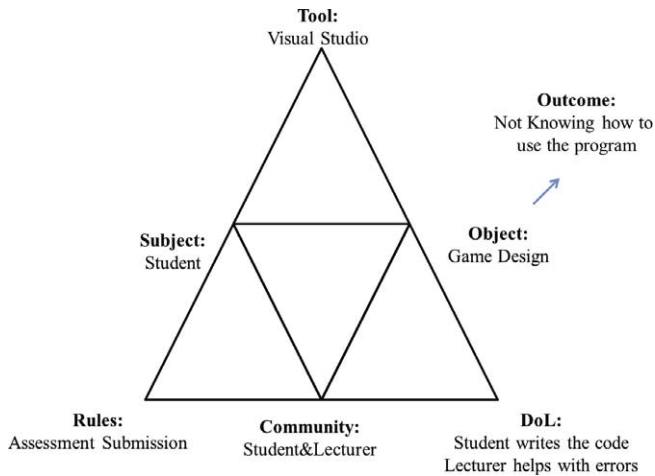 Tool:
Visual Studio
Outcome:
Not Knowing how to
use the program
Subject:
Student
Object:
Game Design
Rules:
Assessment Submission
Community:
Student&Lecturer
DoL:
Student writes the code
Lecturer helps with errors